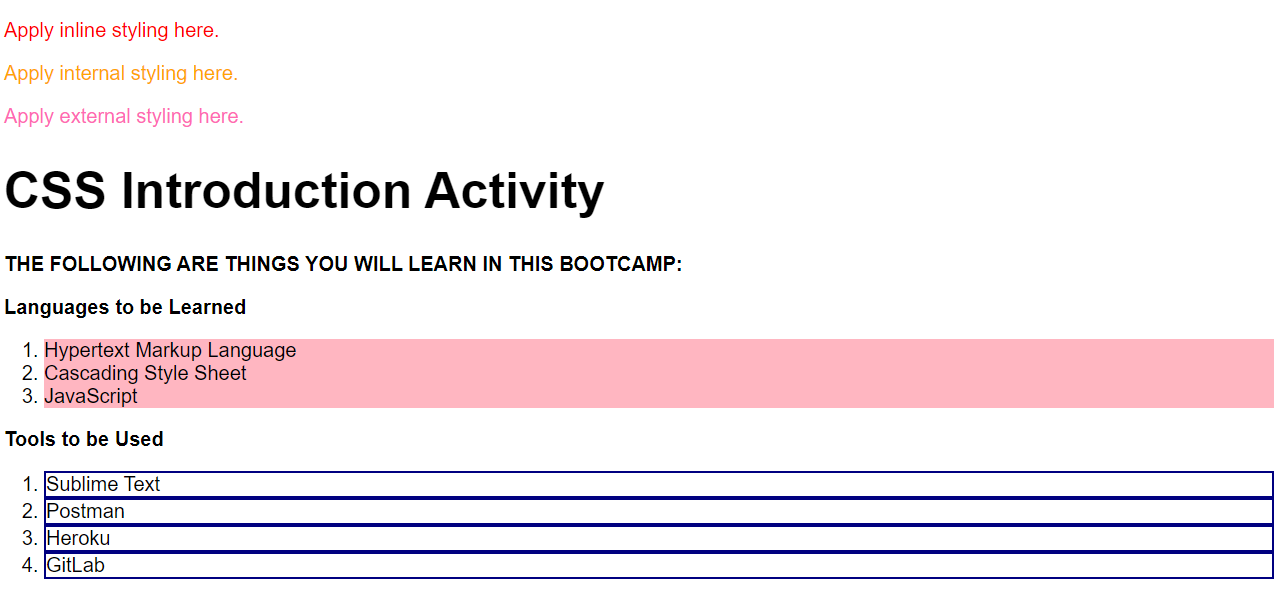 Apply inline styling here.
Apply internal styling here.
Apply external styling here.
CSS Introduction Activity
THE FOLLOWING ARE THINGS YOU WILL LEARN IN THIS BOOTCAMP:
Languages to be Learned
1. Hypertext Markup Language
2. Cascading Style Sheet
3. JavaScript
Tools to be Used
1. Sublime Text
2. Postman
3. Heroku
4. GitLab